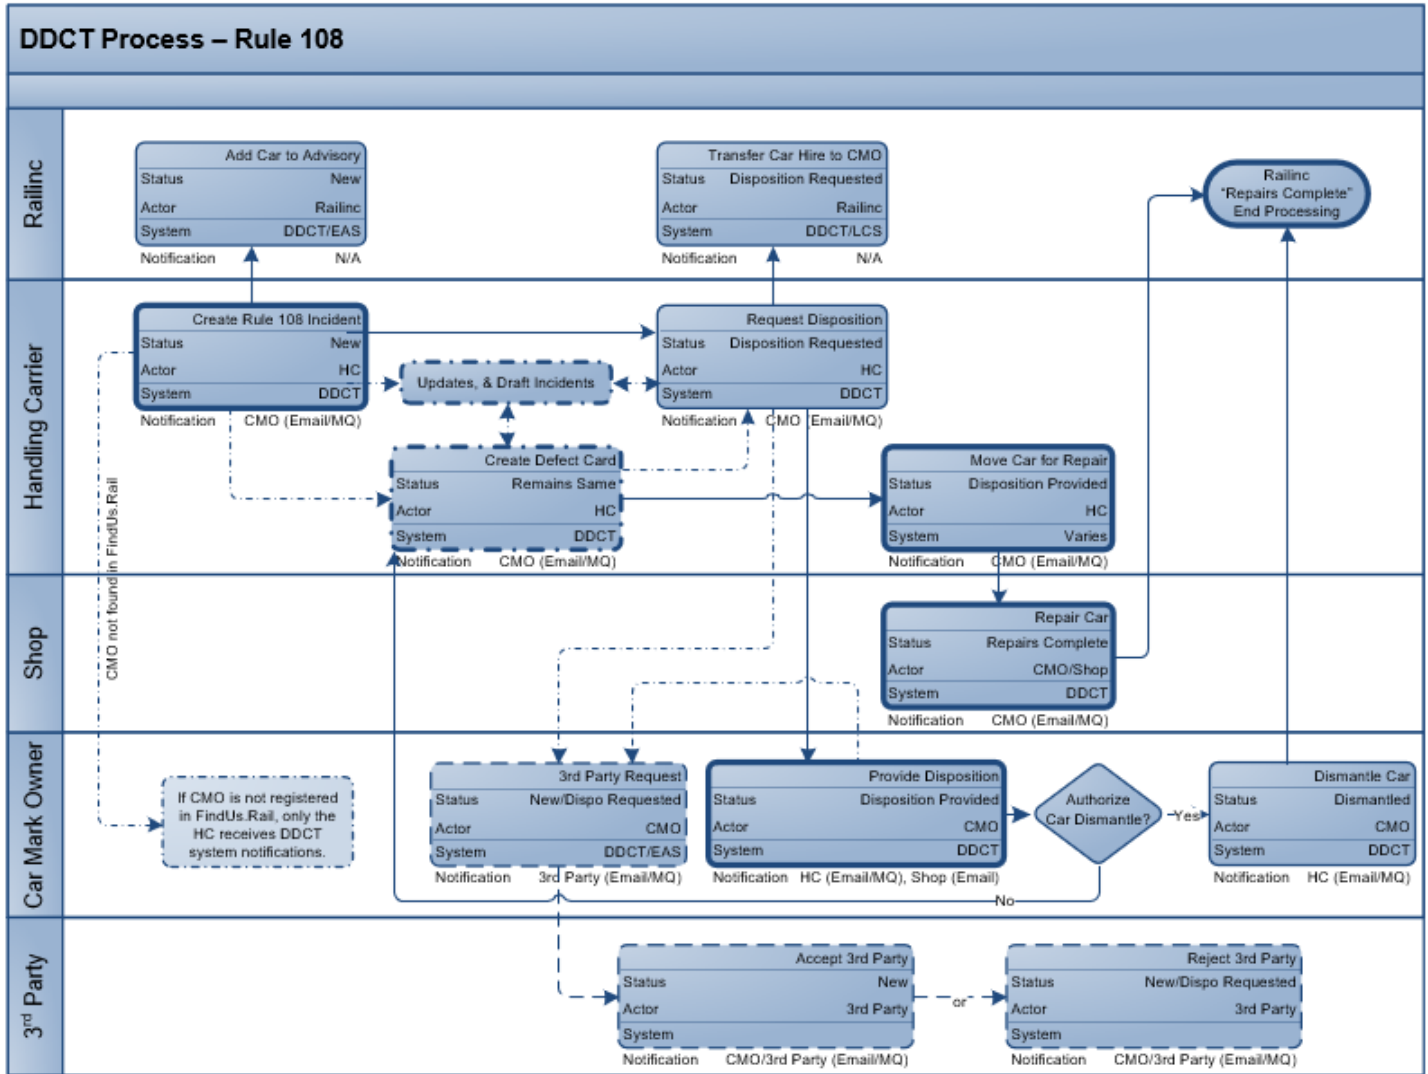 DDCT Process – Rule 108
Railinc
Add Car to Advisory
Status New
Actor Railinc
System DDCT/EAS
Notification N/A
Transfer Car Hire to CMO
Status Disposition Requested
Actor Railinc
System DDCT/LCS
Notification N/A
Railinc
"Repairs Complete"
End Processing
Handling Carrier
Create Rule 108 Incident
Status New
Actor HC
System DDCT
Notification CMO (Email/MQ)
Updates, & Draft Incidents
Request Disposition
Status Disposition Requested
Actor HC
System DDCT
Notification CMO (Email/MQ)
Create Defect Card
Status Remains Same
Actor HC
System DDCT
Notification CMO (Email/MQ)
Move Car for Repair
Status Disposition Provided
Actor HC
System Varies
Notification CMO (Email/MQ)
CMO not found in FindUs.Rail
Shop
Repair Car
Status Repairs Complete
Actor CMO/Shop
System DDCT
Notification CMO (Email/MQ)
Car Mark Owner
If CMO is not registered
in FindUs.Rail, only the
HC receives DDCT
system notifications.
3rd Party Request
Status New/Dispo Requested
Actor CMO
System DDCT/EAS
Notification 3rd Party (Email/MQ)
Provide Disposition
Status Disposition Provided
Actor CMO
System DDCT
Notification HC (Email/MQ), Shop (Email)
Authorize
Car Dismantle?
Yes
No
Dismantle Car
Status Dismantled
Actor CMO
System DDCT
Notification HC (Email/MQ)
3rd Party
Accept 3rd Party
Status New
Actor 3rd Party
System
Notification CMO/3rd Party (Email/MQ)
or
Reject 3rd Party
Status New/Dispo Requested
Actor 3rd Party
System
Notification CMO/3rd Party (Email/MQ)